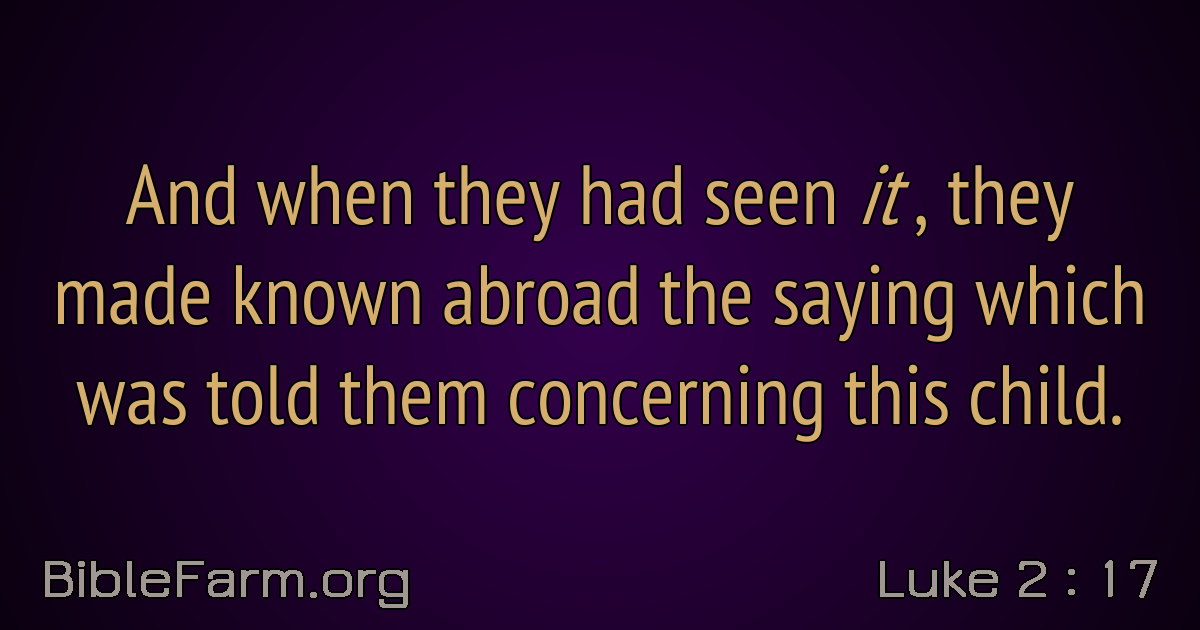 And when they had seen it, they
made known abroad the saying which
was told them concerning this child.
BibleFarm.org
Luke 2 : 17